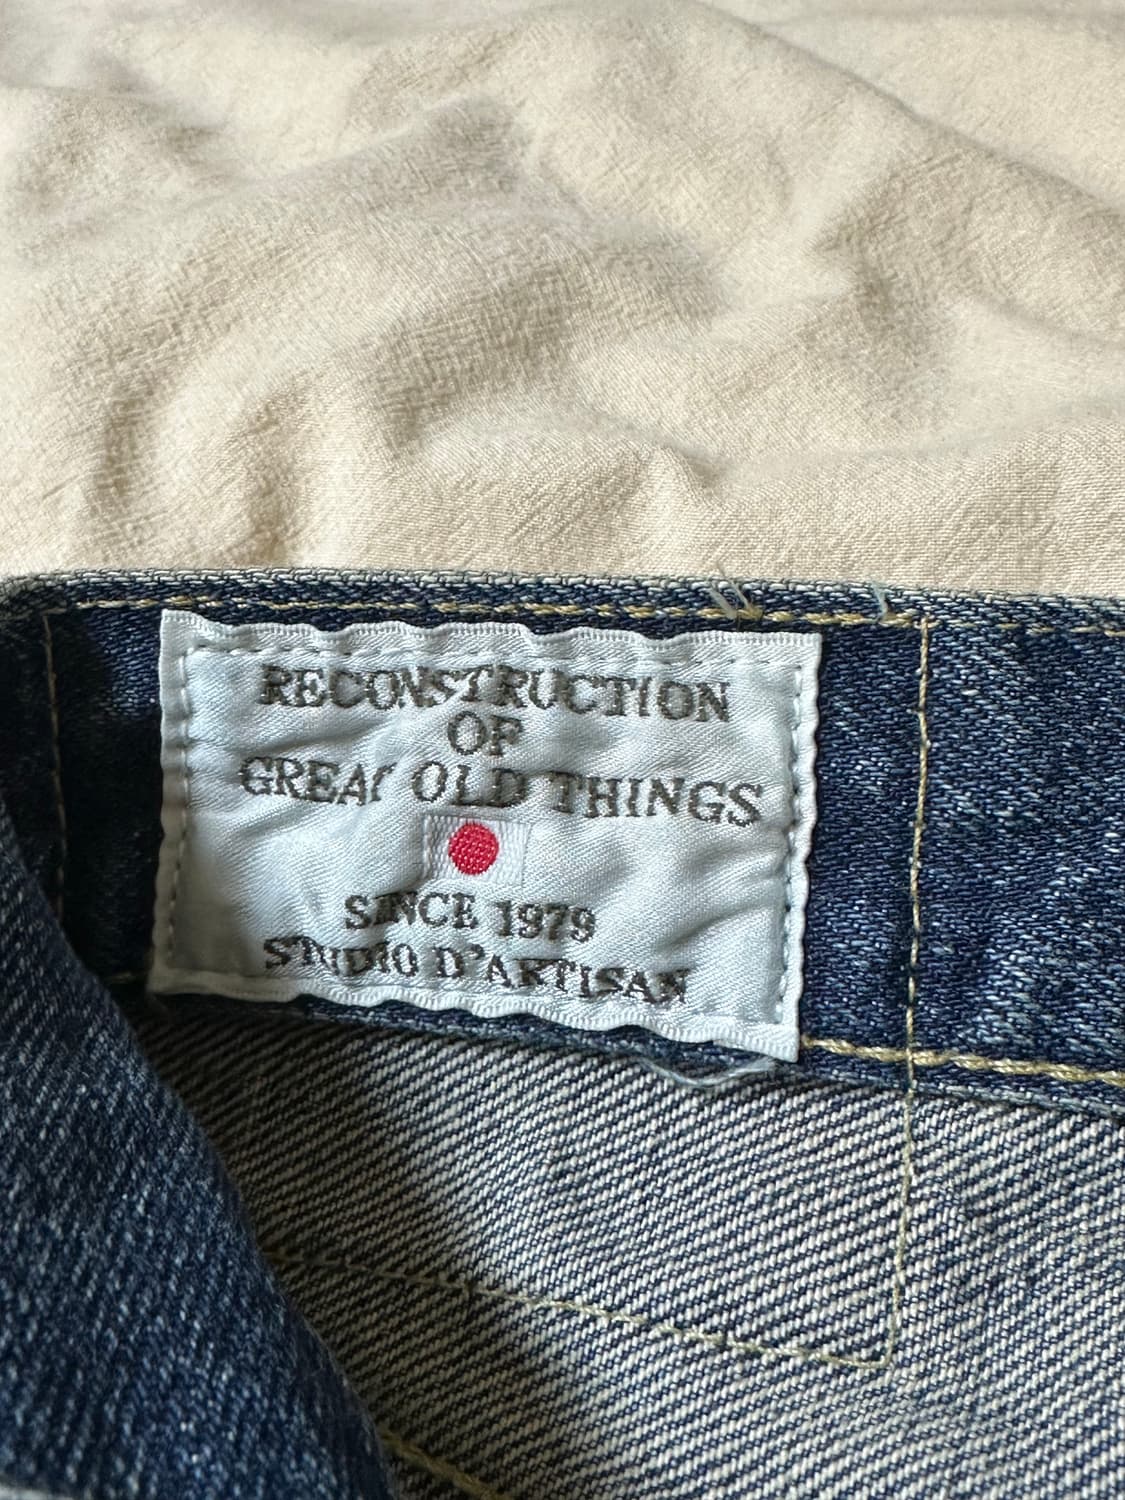 RECONSTRUCTION
OF
GREAT OLD THINGS
SINCE 1979
STUDIO D'ARTISAN